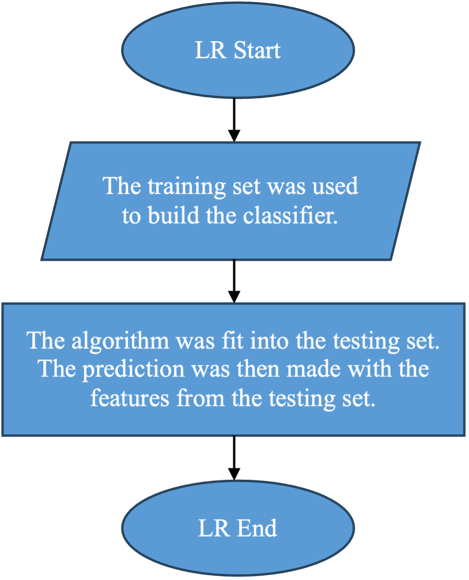 LR Start
The training set was used
to build the classifier.
The algorithm was fit into the testing set.
The prediction was then made with the
features from the testing set.
LR End